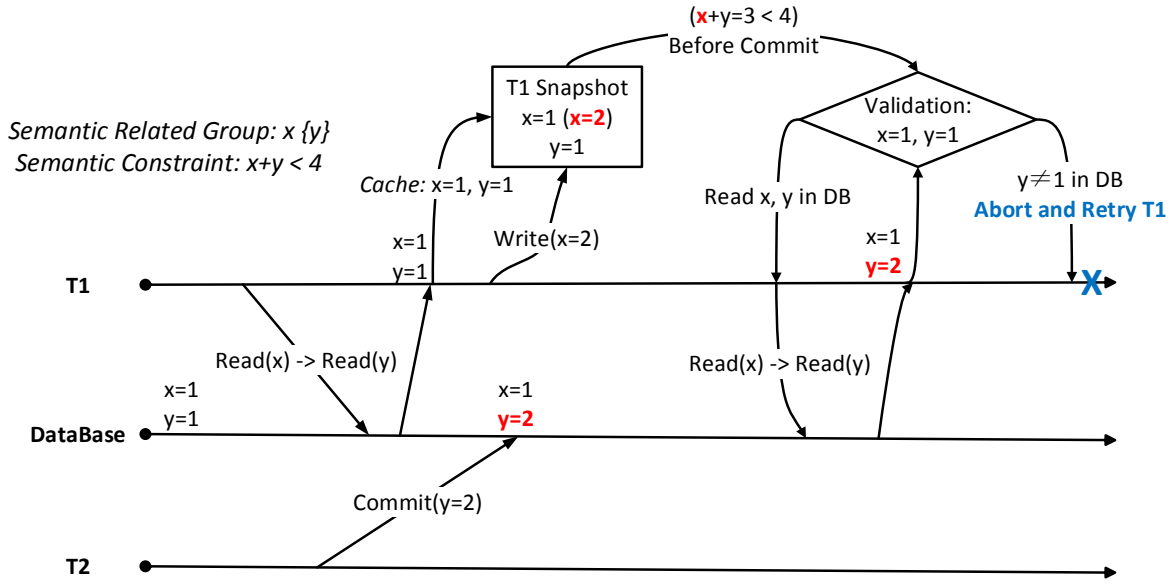 (x+y=3 < 4)
Before Commit
T1 Snapshot
x=1 (x=2)
y=1
Validation:
x=1, y=1
Semantic Related Group: x {y}
Semantic Constraint: x+y < 4
Cache: x=1, y=1
Read x, y in DB
y≠1 in DB
Abort and Retry T1
Write(x=2)
x=1
y=1
x=1
y=2
T1
X
Read(x) -> Read(y)
Read(x) -> Read(y)
x=1
y=1
x=1
y=2
DataBase
Commit(y=2)
T2